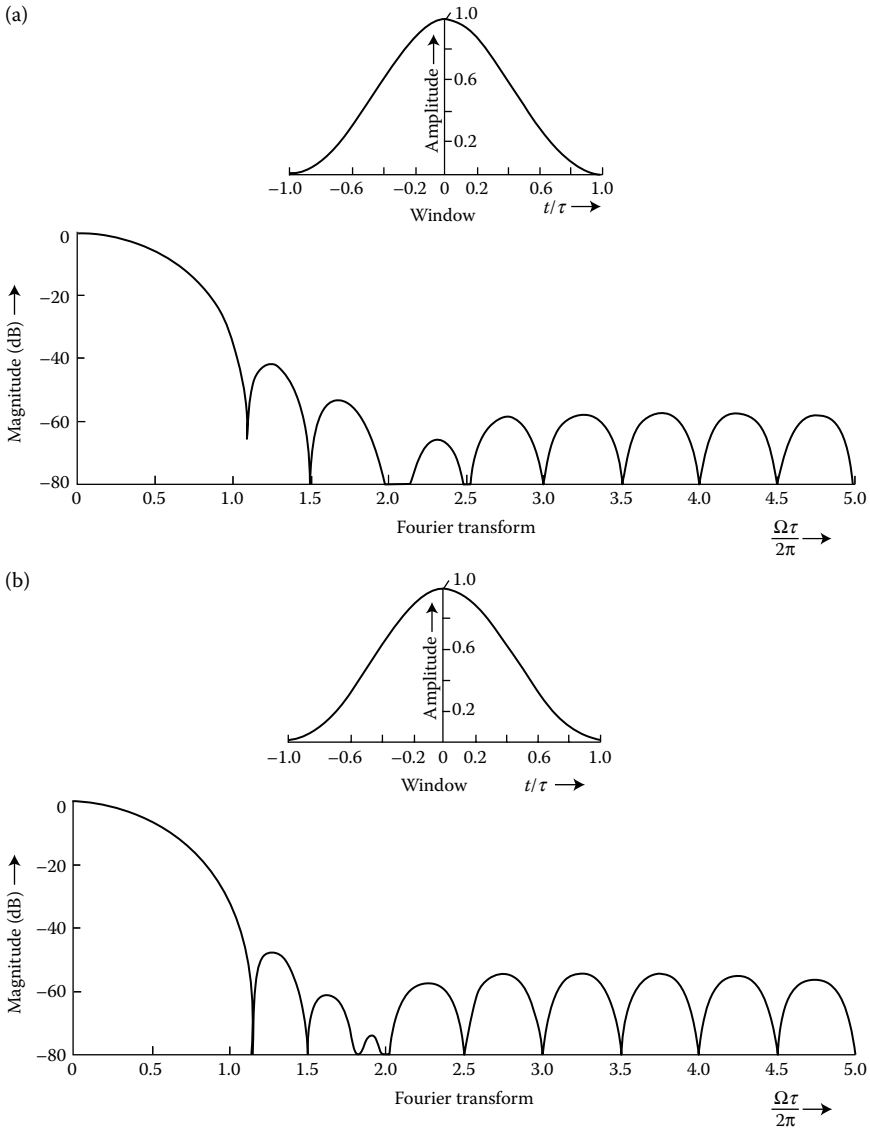 (a)
1.0
Amplitude
0.6
0.2
−1.0 −0.6 −0.2 0 0.2 0.6 1.0
Window
t/τ
0
−20
−40
−60
−80
Magnitude (dB)
0 0.5 1.0 1.5 2.0 2.5 3.0 3.5 4.0 4.5 5.0
Fourier transform
Ωτ
2π
(b)
1.0
Amplitude
0.6
0.2
−1.0 −0.6 −0.2 0 0.2 0.6 1.0
Window
t/τ
0
−20
−40
−60
−80
Magnitude (dB)
0 0.5 1.0 1.5 2.0 2.5 3.0 3.5 4.0 4.5 5.0
Fourier transform
Ωτ
2π